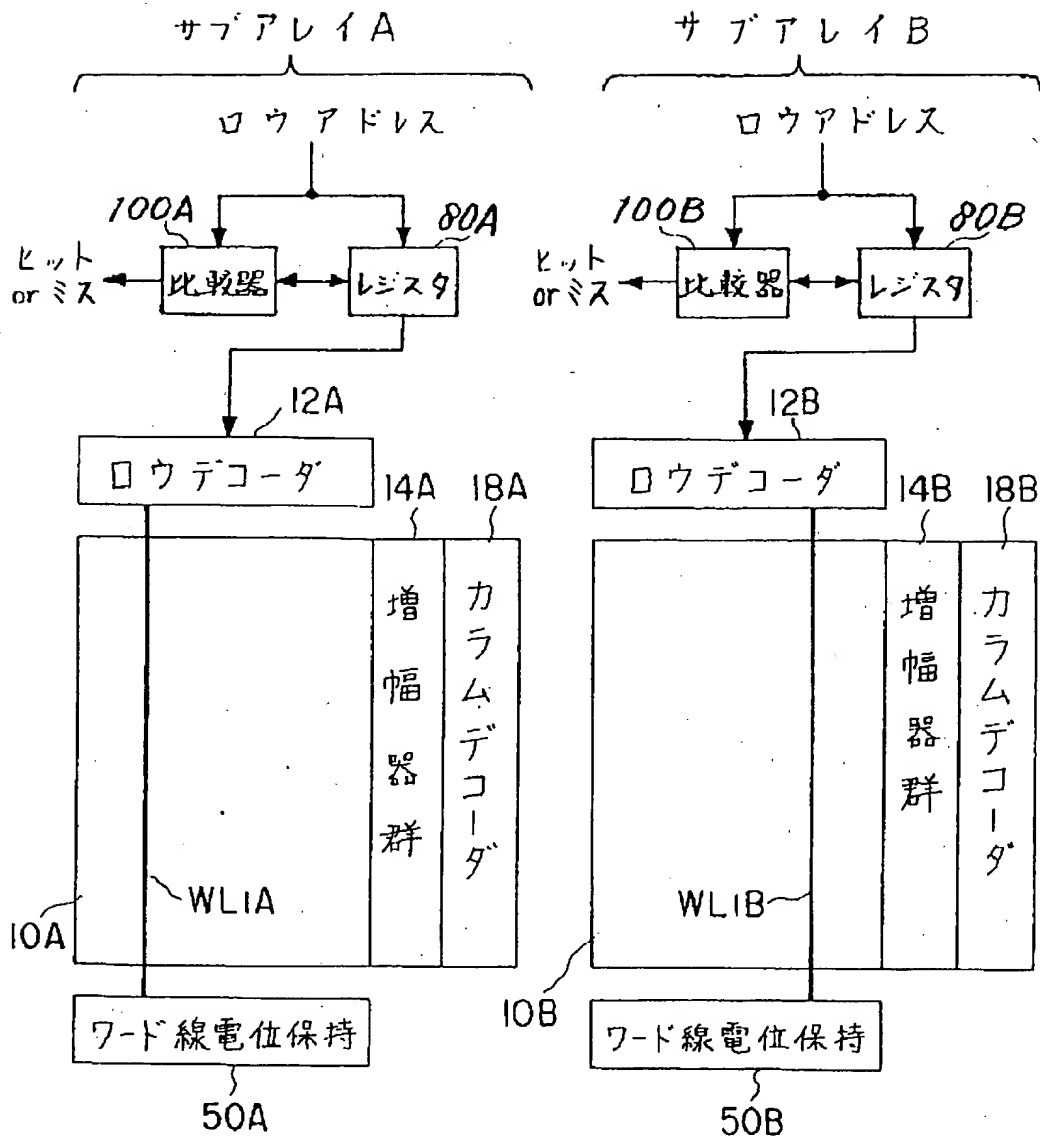 サブアレイA
ロウアドレス
100A
80A
ヒット
orミス
比較器
レジスタ
12A
ロウデコーダ
14A
18A
増幅器群
カラムデコーダ
WL1A
10A
ワード線電位保持
50A
サブアレイB
ロウアドレス
100B
80B
ヒット
orミス
比較器
レジスタ
12B
ロウデコーダ
14B
18B
増幅器群
カラムデコーダ
WL1B
10B
ワード線電位保持
50B